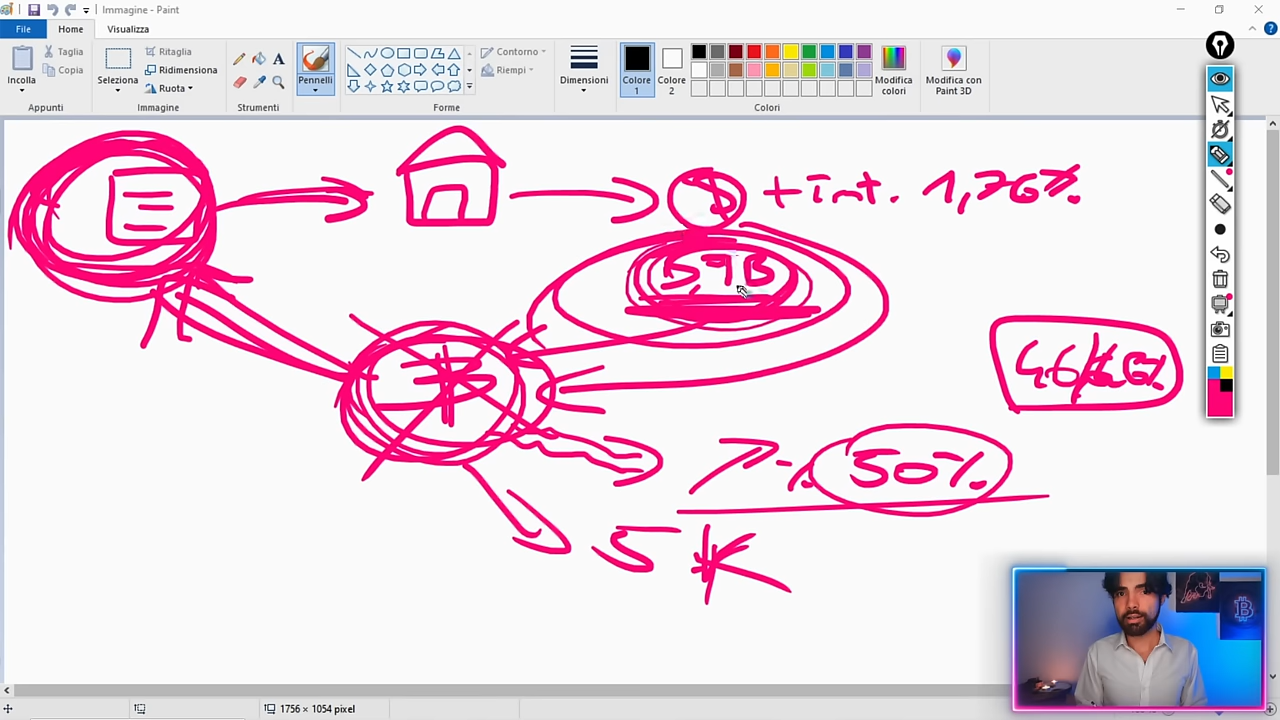 Immagine - Paint
File Home Visualizza
Incolla
Taglia
Copia
Appunti
Seleziona
Ritaglia
Ridimensiona
Ruota
Immagine
Strumenti
Pennelli
Forme
Contorno
Riempi
Dimensioni
Colore 1
Colore 2
Colori
Modifica colori
Modifica con Paint 3D
$ + int. 1,76%
59B
50%
5K
1756 × 1054 pixel